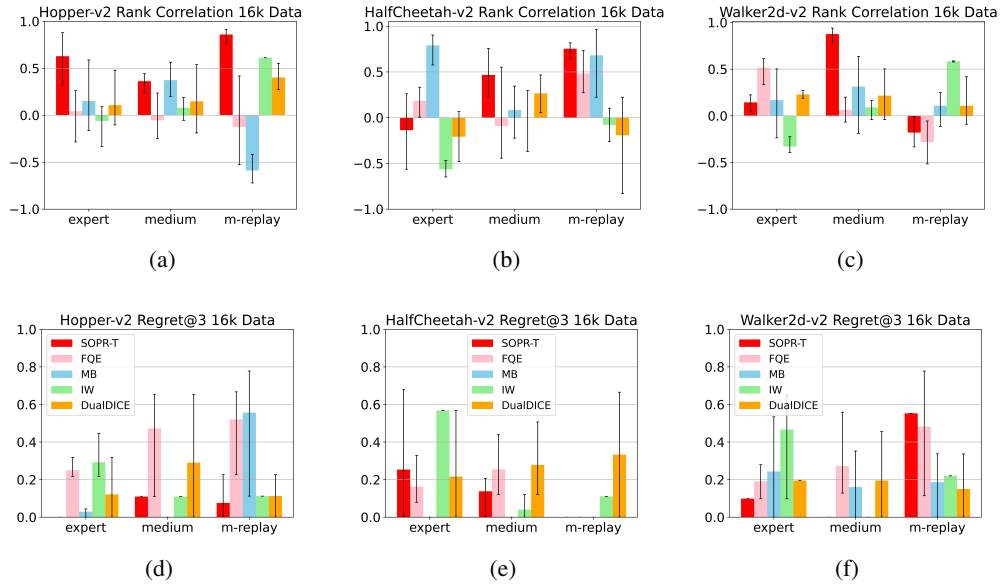 Hopper-v2 Rank Correlation 16k Data
1.0
0.5
0.0
−0.5
−1.0
expert medium m-replay
(a)
HalfCheetah-v2 Rank Correlation 16k Data
1.0
0.5
0.0
−0.5
−1.0
expert medium m-replay
(b)
Walker2d-v2 Rank Correlation 16k Data
1.0
0.5
0.0
−0.5
−1.0
expert medium m-replay
(c)
Hopper-v2 Regret@3 16k Data
1.0
0.8
0.6
0.4
0.2
0.0
SOPR-T
FQE
MB
IW
DualDICE
expert medium m-replay
(d)
HalfCheetah-v2 Regret@3 16k Data
1.0
0.8
0.6
0.4
0.2
0.0
SOPR-T
FQE
MB
IW
DualDICE
expert medium m-replay
(e)
Walker2d-v2 Regret@3 16k Data
1.0
0.8
0.6
0.4
0.2
0.0
SOPR-T
FQE
MB
IW
DualDICE
expert medium m-replay
(f)